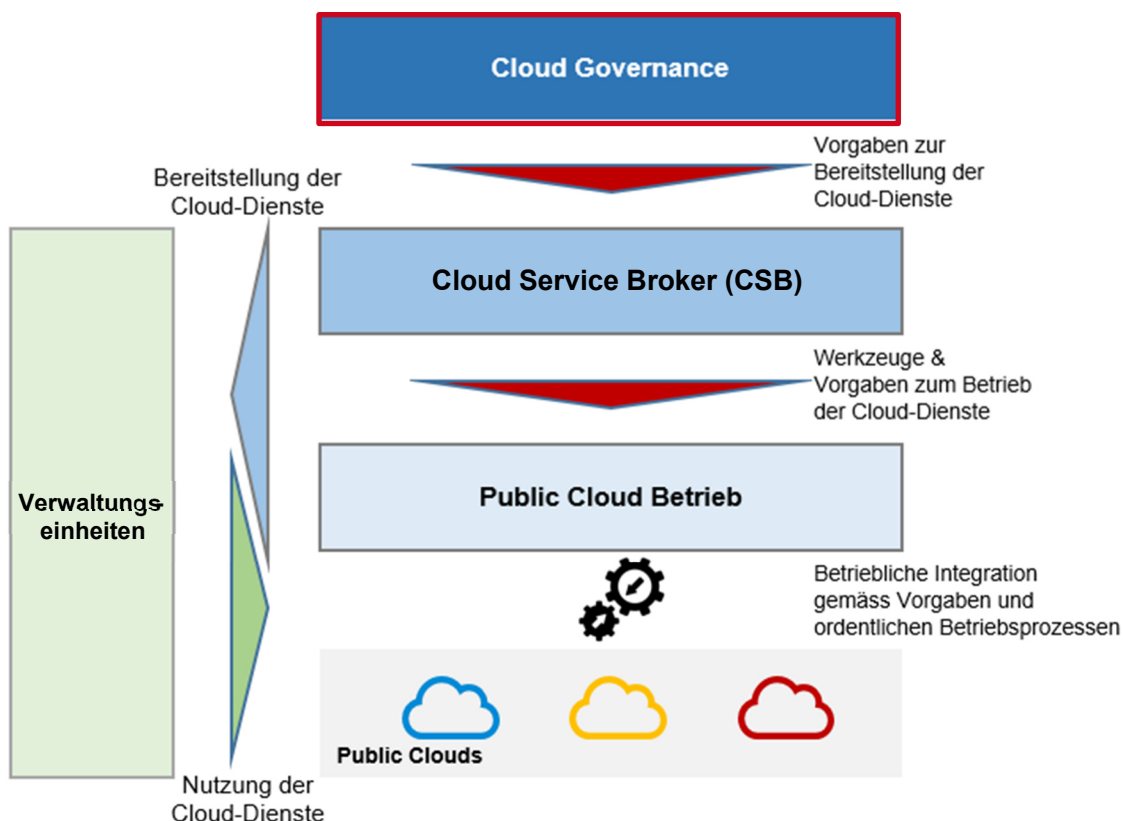 Cloud Governance
Vorgaben zur
Bereitstellung der
Cloud-Dienste
Bereitstellung der
Cloud-Dienste
Cloud Service Broker (CSB)
Werkzeuge &
Vorgaben zum Betrieb
der Cloud-Dienste
Verwaltungs-
einheiten
Public Cloud Betrieb
Betriebliche Integration
gemäss Vorgaben und
ordentlichen Betriebsprozessen
Public Clouds
Nutzung der
Cloud-Dienste